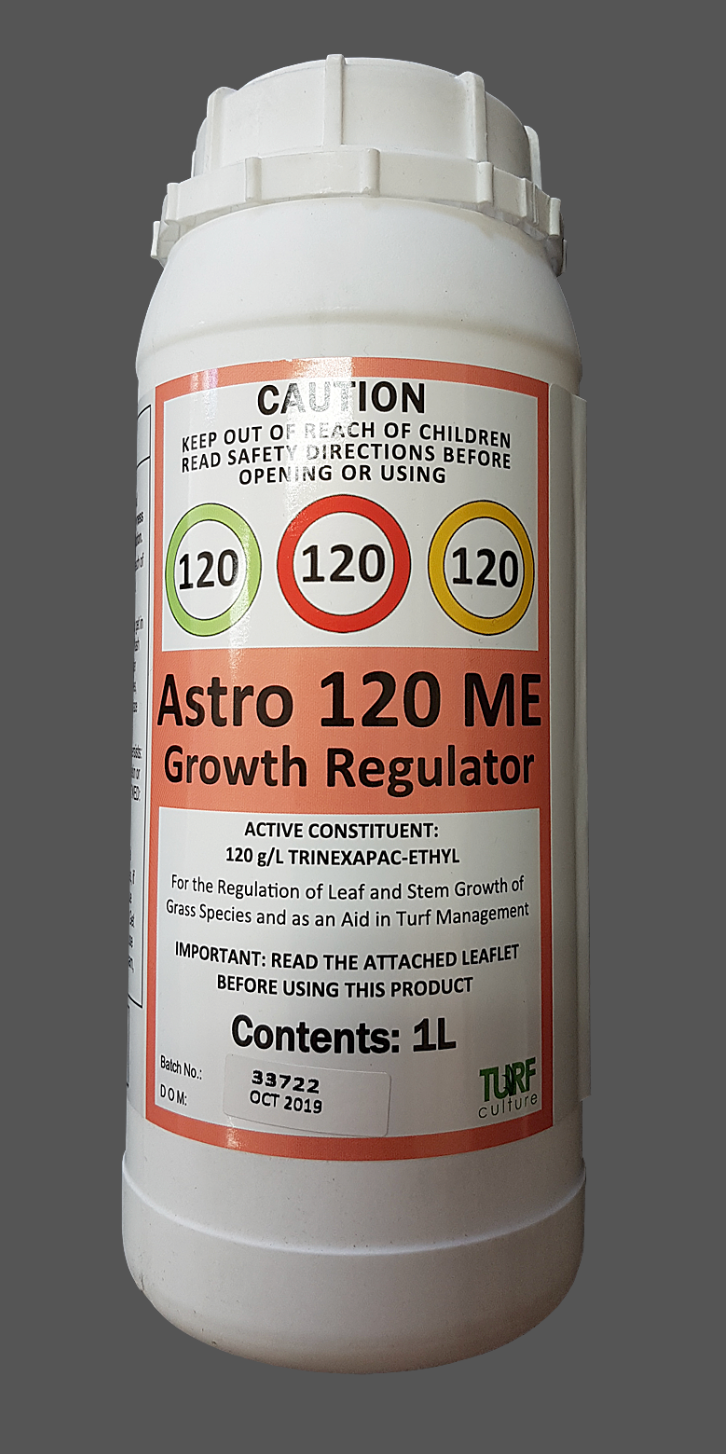 CAUTION
KEEP OUT OF REACH OF CHILDREN
READ SAFETY DIRECTIONS BEFORE
OPENING OR USING
120 120 120
Astro 120 ME
Growth Regulator
ACTIVE CONSTITUENT:
120 g/L TRINEXAPAC-ETHYL
For the Regulation of Leaf and Stem Growth of
Grass Species and as an Aid in Turf Management
IMPORTANT: READ THE ATTACHED LEAFLET
BEFORE USING THIS PRODUCT
Contents: 1L
Batch No.: 33722
D O M: OCT 2019
TURF
culture